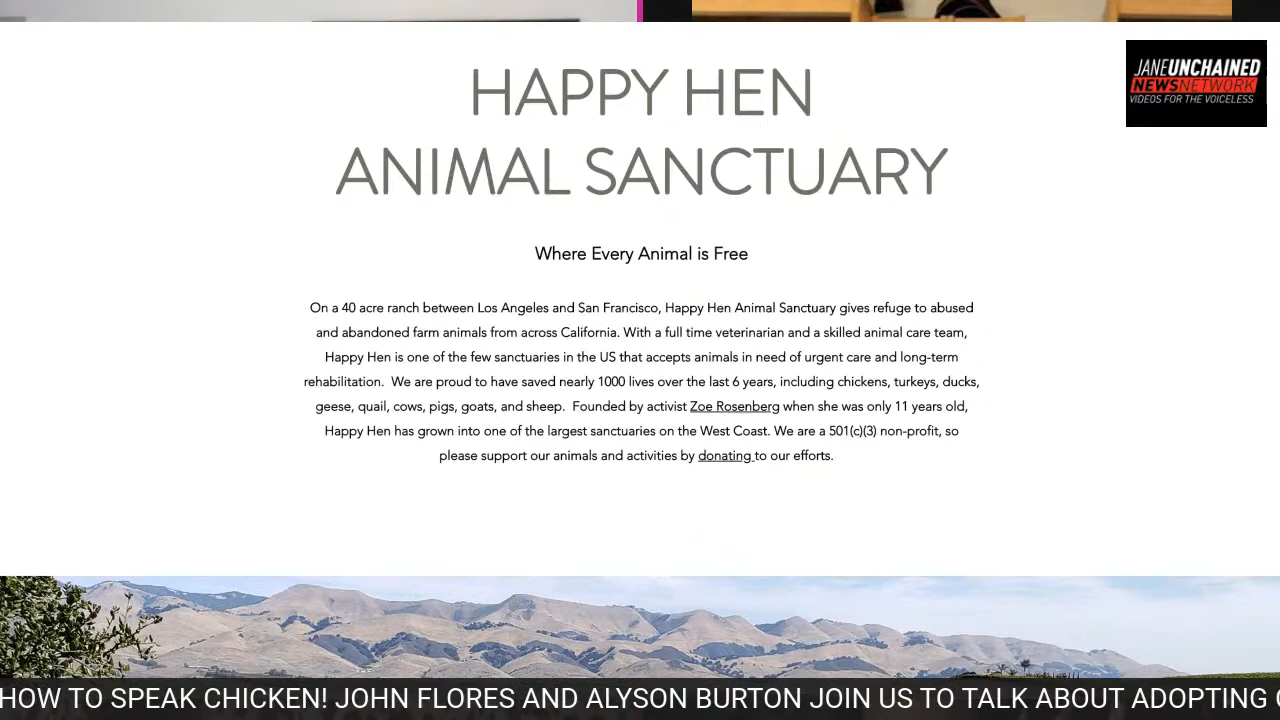 HAPPY HEN
ANIMAL SANCTUARY
JANEUNCHAINED
NEWSNETWORK
VIDEOS FOR THE VOICELESS
Where Every Animal is Free
On a 40 acre ranch between Los Angeles and San Francisco, Happy Hen Animal Sanctuary gives refuge to abused
and abandoned farm animals from across California. With a full time veterinarian and a skilled animal care team,
Happy Hen is one of the few sanctuaries in the US that accepts animals in need of urgent care and long-term
rehabilitation.  We are proud to have saved nearly 1000 lives over the last 6 years, including chickens, turkeys, ducks,
geese, quail, cows, pigs, goats, and sheep.  Founded by activist Zoe Rosenberg when she was only 11 years old,
Happy Hen has grown into one of the largest sanctuaries on the West Coast. We are a 501(c)(3) non-profit, so
please support our animals and activities by donating to our efforts.
HOW TO SPEAK CHICKEN! JOHN FLORES AND ALYSON BURTON JOIN US TO TALK ABOUT ADOPTING